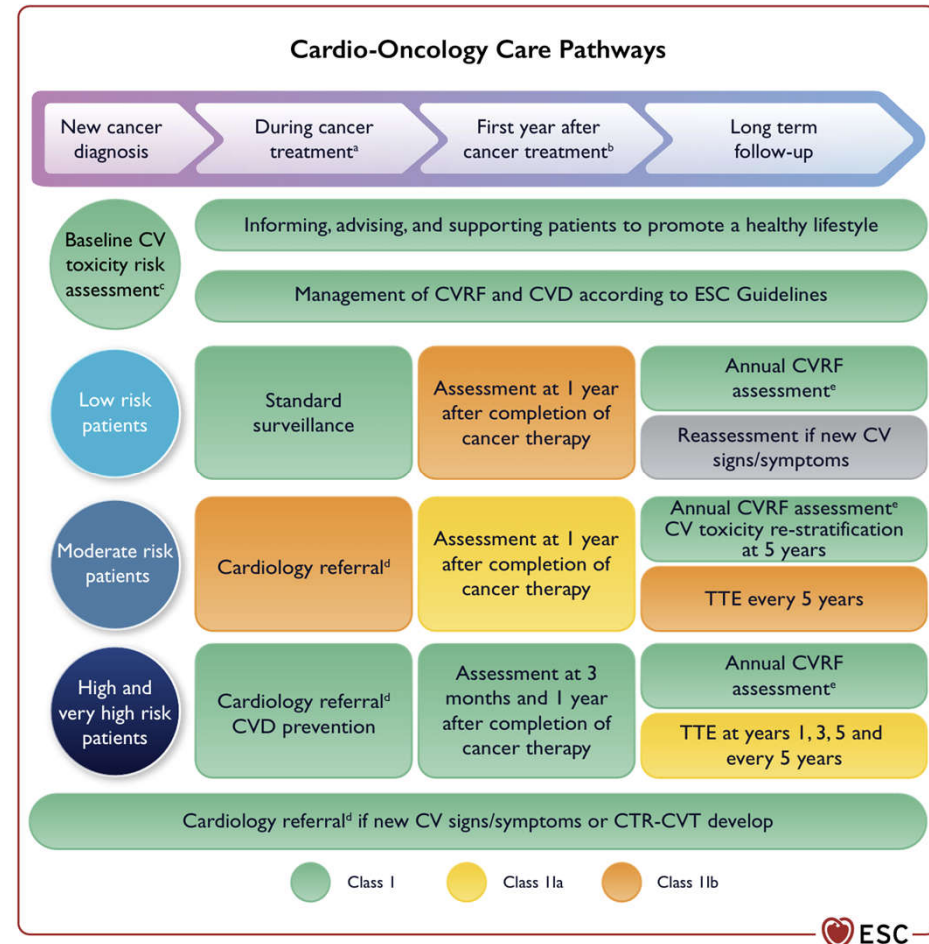 Cardio-Oncology Care Pathways
New cancer
diagnosis
During cancer
treatmentᵃ
First year after
cancer treatmentᵇ
Long term
follow-up
Baseline CV
toxicity risk
assessmentᶜ
Informing, advising, and supporting patients to promote a healthy lifestyle
Management of CVRF and CVD according to ESC Guidelines
Low risk
patients
Standard
surveillance
Assessment at 1 year
after completion of
cancer therapy
Annual CVRF
assessmentᵉ
Reassessment if new CV
signs/symptoms
Moderate risk
patients
Cardiology referralᵈ
Assessment at 1 year
after completion of
cancer therapy
Annual CVRF assessmentᵉ
CV toxicity re-stratification
at 5 years
TTE every 5 years
High and
very high risk
patients
Cardiology referralᵈ
CVD prevention
Assessment at 3
months and 1 year
after completion of
cancer therapy
Annual CVRF
assessmentᵉ
TTE at years 1, 3, 5 and
every 5 years
Cardiology referralᵈ if new CV signs/symptoms or CTR-CVT develop
Class I
Class IIa
Class IIb
ESC